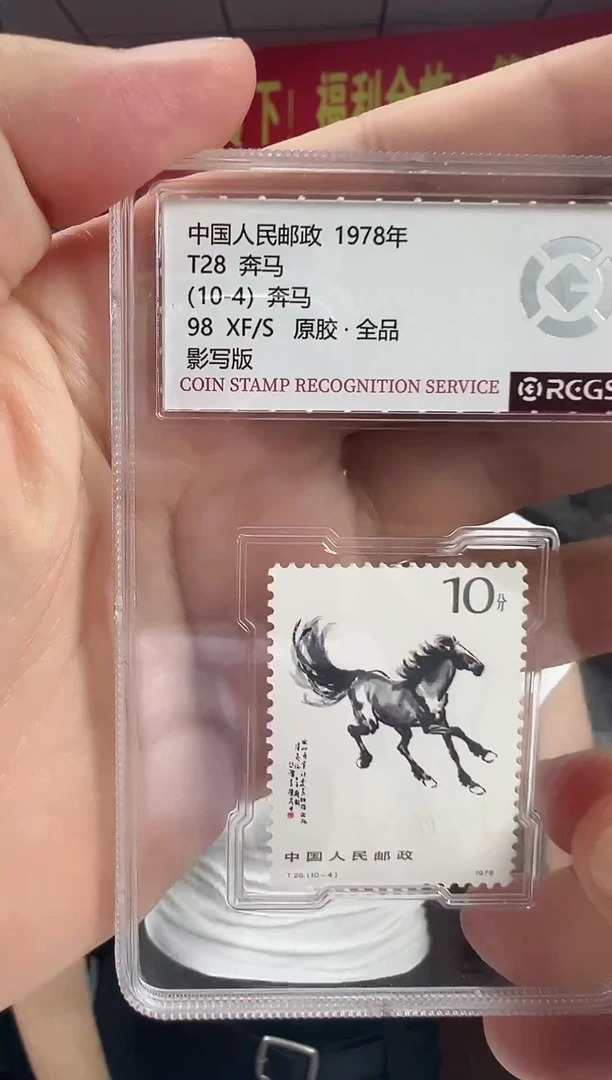 下！福利合作
中国人民邮政 1978年
T28 奔马
(10-4) 奔马
98 XF/S 原胶·全品
影写版
COIN STAMP RECOGNITION SERVICE
RCGS
10分
中国人民邮政
T.28.(10-4)
1978